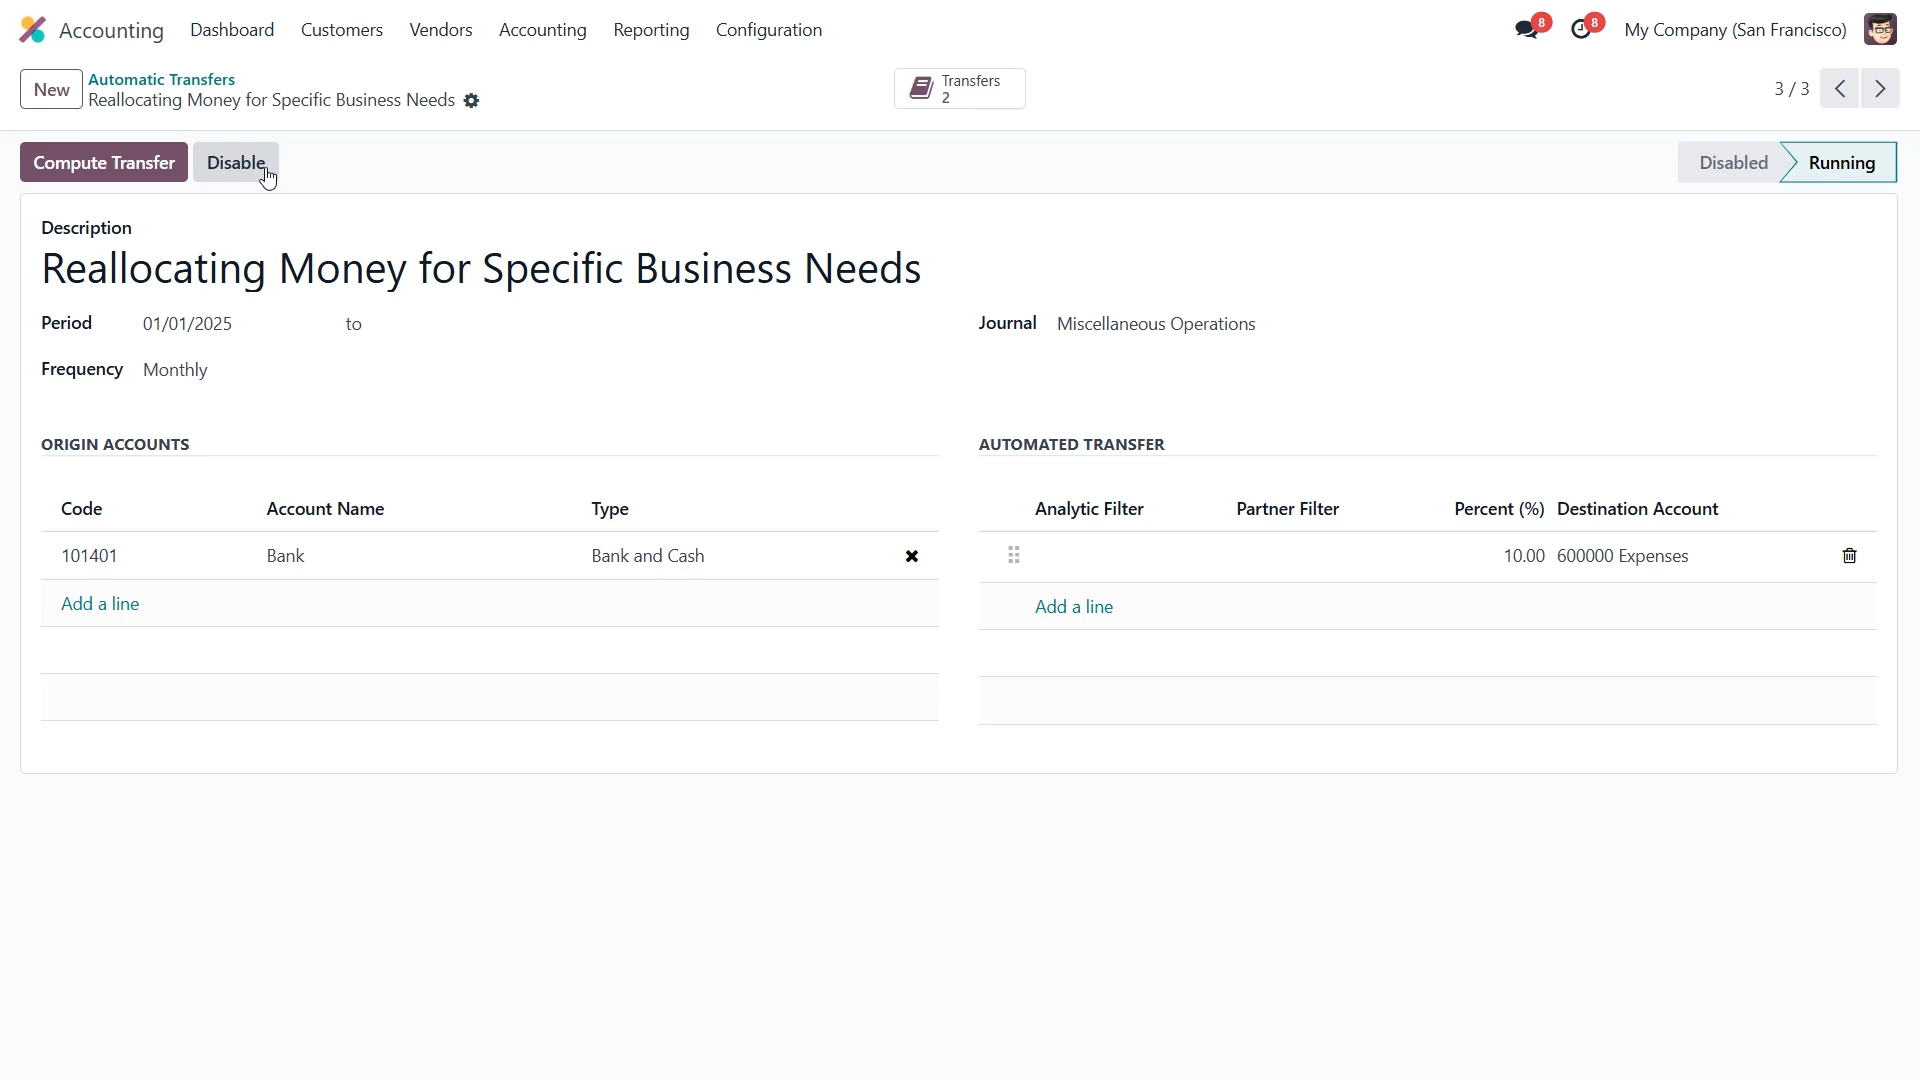 Accounting Dashboard Customers Vendors Accounting Reporting Configuration 8 8 My Company (San Francisco)
New Automatic Transfers
Reallocating Money for Specific Business Needs
Transfers
2
3 / 3
Compute Transfer Disable Disabled Running
Description
Reallocating Money for Specific Business Needs
Period 01/01/2025 to Journal Miscellaneous Operations
Frequency Monthly
ORIGIN ACCOUNTS
Code Account Name Type
101401 Bank Bank and Cash
Add a line
AUTOMATED TRANSFER
Analytic Filter Partner Filter Percent (%) Destination Account
10.00 600000 Expenses
Add a line